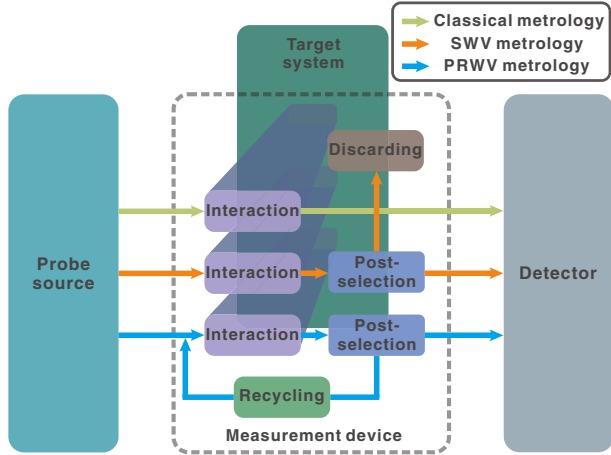 Classical metrology
SWV metrology
PRWV metrology
Target
system
Discarding
Interaction
Probe
source
Interaction
Post-
selection
Detector
Interaction
Post-
selection
Recycling
Measurement device